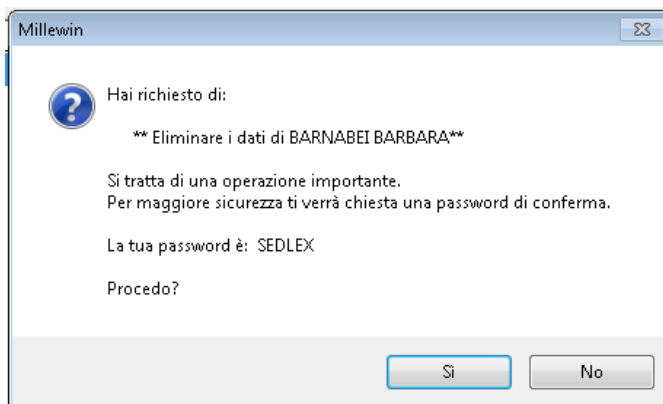 Millewin
Hai richiesto di:
** Eliminare i dati di BARNABEI BARBARA**
Si tratta di una operazione importante.
Per maggiore sicurezza ti verrà chiesta una password di conferma.
La tua password è: SEDLEX
Procedo?
Sì
No